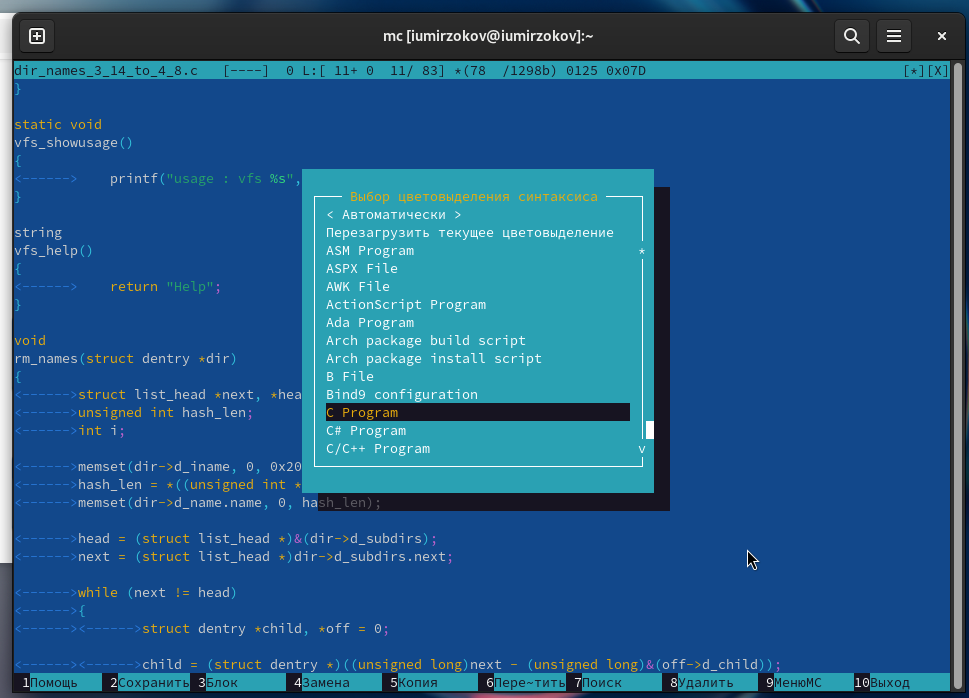 mc [iumirzokov@iumirzokov]:~
dir_names_3_14_to_4_8.c   [----]  0 L:[ 11+ 0  11/ 83] *(78  /1298b) 0125 0x07D [*][X]
}
static void
vfs_showusage()
{
<------>    printf("usage : vfs %s",
}
string
vfs_help()
{
<------>    return "Help";
}
void
rm_names(struct dentry *dir)
{
<------>struct list_head *next, *hea
<------>unsigned int hash_len;
<------>int i;
<------>memset(dir->d_iname, 0, 0x20
<------>hash_len = *((unsigned int *
<------>memset(dir->d_name.name, 0, hash_len);
<------>head = (struct list_head *)&(dir->d_subdirs);
<------>next = (struct list_head *)dir->d_subdirs.next;
<------>while (next != head)
<------>{
<------><------>struct dentry *child, *off = 0;
<------><------>child = (struct dentry *)((unsigned long)next - (unsigned long)&(off->d_child));
Выбор цветовыделения синтаксиса
< Автоматически >
Перезагрузить текущее цветовыделение
ASM Program
ASPX File
AWK File
ActionScript Program
Ada Program
Arch package build script
Arch package install script
B File
Bind9 configuration
C Program
C# Program
C/C++ Program
1Помощь 2Сохранить 3Блок 4Замена 5Копия 6Пере~тить 7Поиск 8Удалить 9МенюMC 10Выход